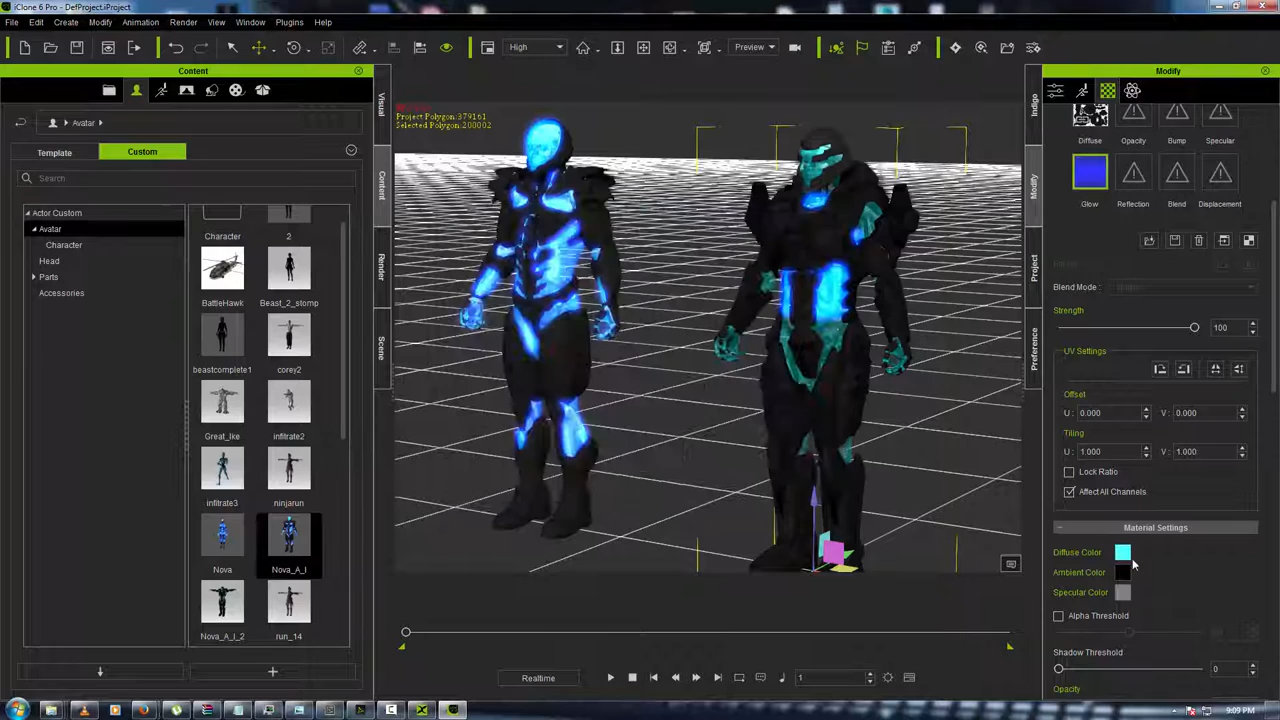 iClone 6 Pro - DefProject.iProject
File Edit Create Modify Animation Render View Window Plugins Help
High Preview
Content
Modify
Avatar
Template Custom
Search
Actor Custom
Avatar
Character
Head
Parts
Accessories
Character 2
BattleHawk Beast_2_stomp
beastcomplete1 corey2
Great_Ike infiltrate2
infitrate3 ninjarun
Nova Nova_A_I
Nova_A_I_2 run_14
Visual
Content
Render
Scene
Project Polygon:379161
Selected Polygon:200002
Realtime
1
Indigo
Modify
Project
Preference
Diffuse Opacity Bump Specular
Glow Reflection Blend Displacement
Blend Mode :
Strength
100
UV Settings
Offset
U : 0.000 V : 0.000
Tiling
U : 1.000 V : 1.000
Lock Ratio
Affect All Channels
Material Settings
Diffuse Color
Ambient Color
Specular Color
Alpha Threshold
Shadow Threshold
0
Opacity
9:09 PM